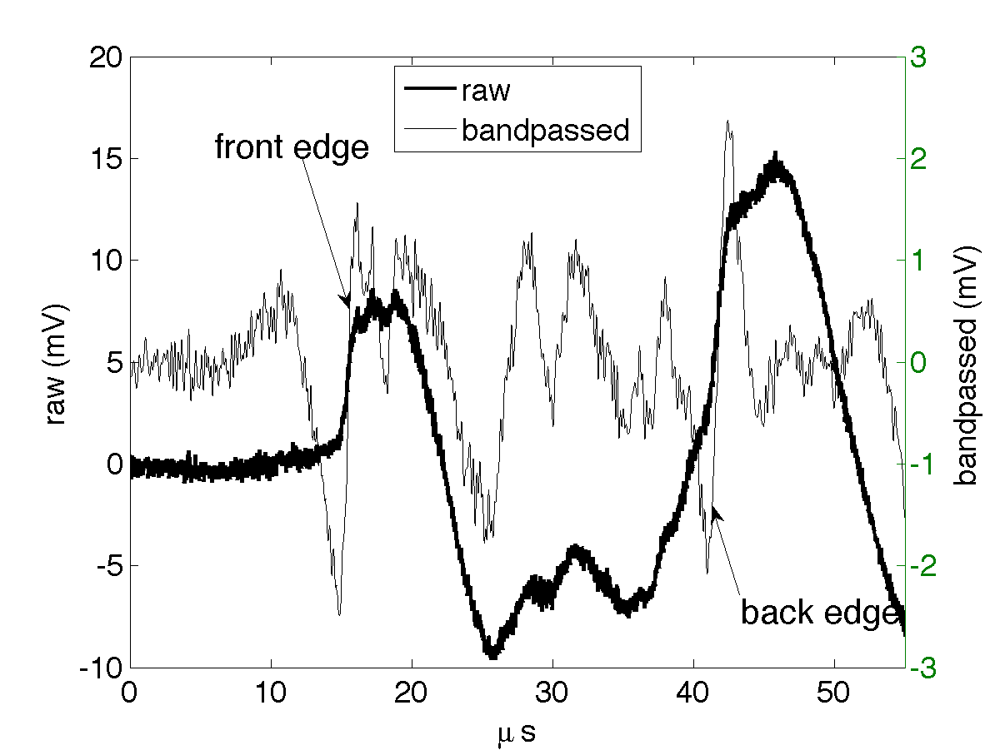 20
15
10
5
0
-5
-10
raw (mV)
raw
bandpassed
front edge
back edge
3
2
1
0
-1
-2
-3
bandpassed (mV)
0 10 20 30 40 50
μ s